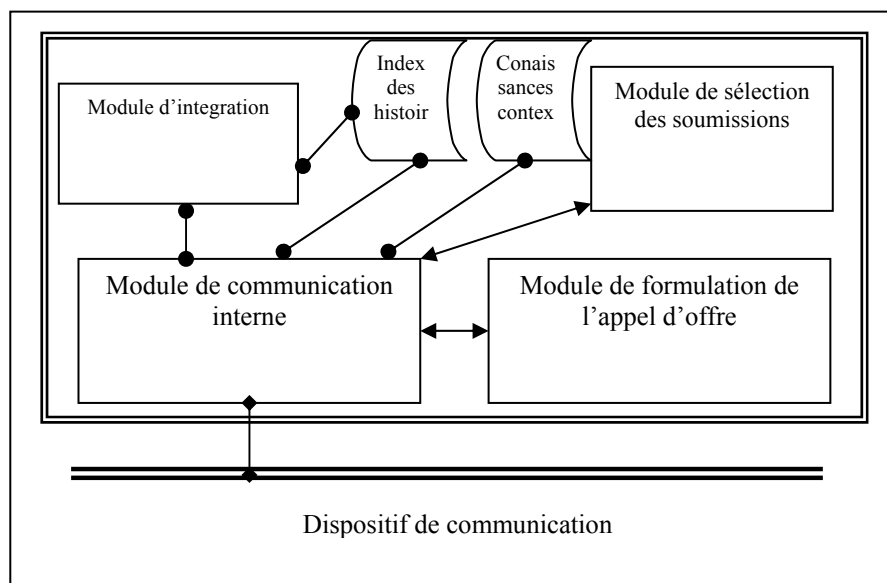 Module d'integration
Index
des
histoir
Conais
sances
contex
Module de sélection
des soumissions
Module de communication
interne
Module de formulation de
l'appel d'offre
Dispositif de communication